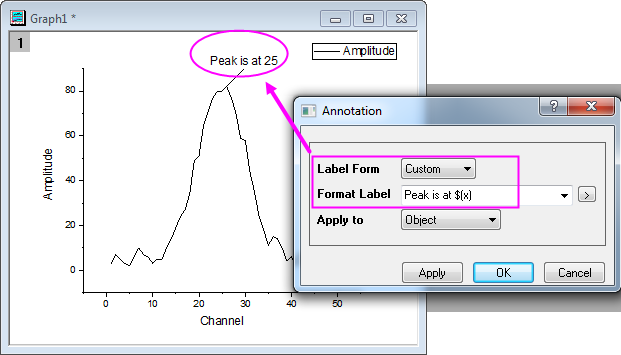 Graph1 *
1
Peak is at 25
Amplitude
80
60
40
20
0
Amplitude
0
10
20
30
40
50
Channel
Annotation
?
Label Form
Custom
Format Label
Peak is at $(x)
>
Apply to
Object
Apply
OK
Cancel